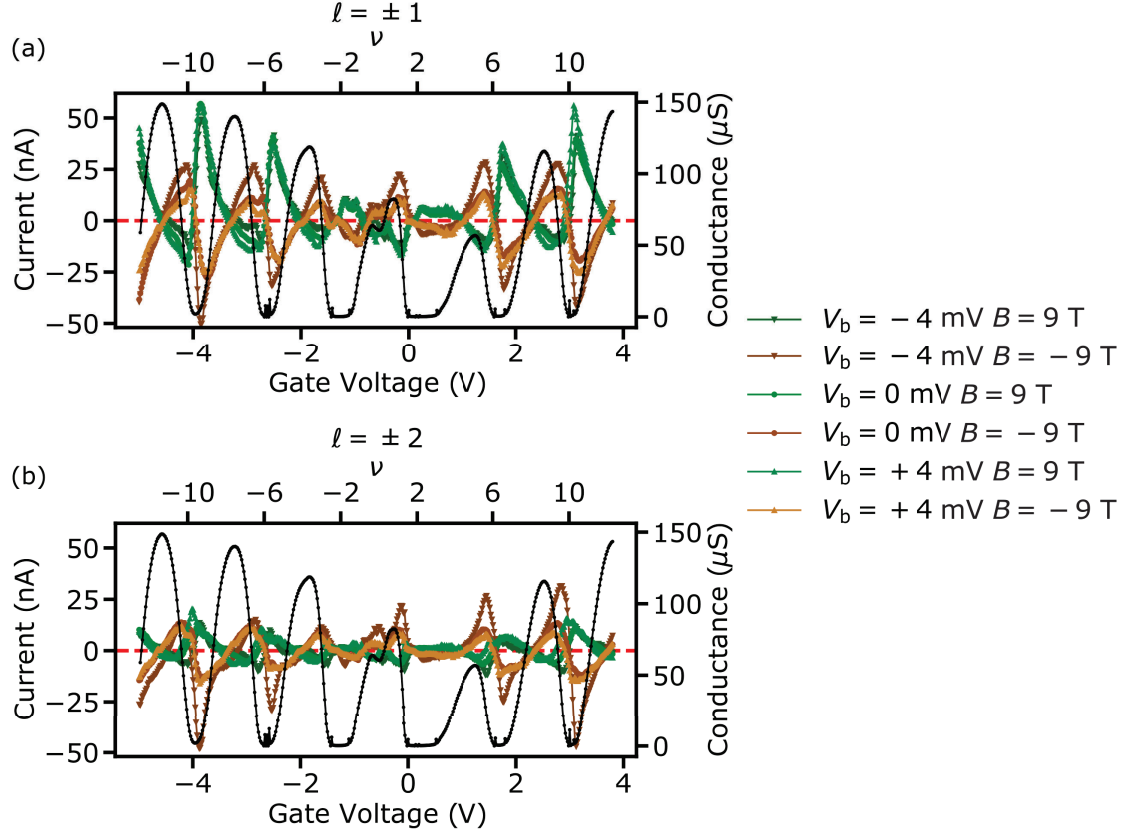 (a)
ℓ = ±1
ν
−10 −6 −2 2 6 10
Current (nA)
50
25
0
−25
−50
150
100
50
0
Conductance (μS)
−4 −2 0 2 4
Gate Voltage (V)
V_b = −4 mV B = 9 T
V_b = −4 mV B = −9 T
V_b = 0 mV B = 9 T
V_b = 0 mV B = −9 T
V_b = +4 mV B = 9 T
V_b = +4 mV B = −9 T
(b)
ℓ = ±2
ν
−10 −6 −2 2 6 10
Current (nA)
50
25
0
−25
−50
150
100
50
0
Conductance (μS)
−4 −2 0 2 4
Gate Voltage (V)